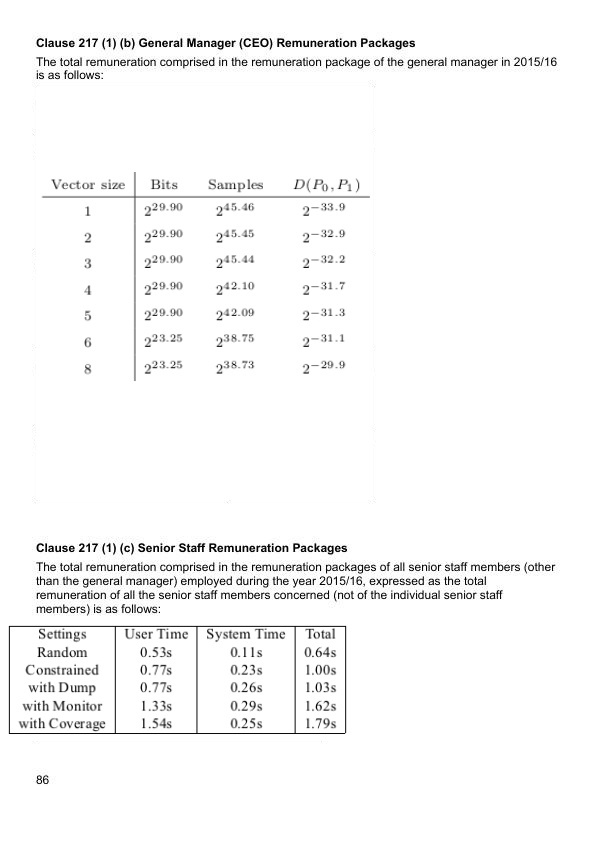 Clause 217 (1) (b) General Manager (CEO) Remuneration Packages
The total remuneration comprised in the remuneration package of the general manager in 2015/16
is as follows:
Vector size Bits Samples D(P₀, P₁)
1 2^29.90 2^45.46 2^−33.9
2 2^29.90 2^45.45 2^−32.9
3 2^29.90 2^45.44 2^−32.2
4 2^29.90 2^42.10 2^−31.7
5 2^29.90 2^42.09 2^−31.3
6 2^23.25 2^38.75 2^−31.1
8 2^23.25 2^38.73 2^−29.9
Clause 217 (1) (c) Senior Staff Remuneration Packages
The total remuneration comprised in the remuneration packages of all senior staff members (other
than the general manager) employed during the year 2015/16, expressed as the total
remuneration of all the senior staff members concerned (not of the individual senior staff
members) is as follows:
Settings User Time System Time Total
Random 0.53s 0.11s 0.64s
Constrained 0.77s 0.23s 1.00s
with Dump 0.77s 0.26s 1.03s
with Monitor 1.33s 0.29s 1.62s
with Coverage 1.54s 0.25s 1.79s
86